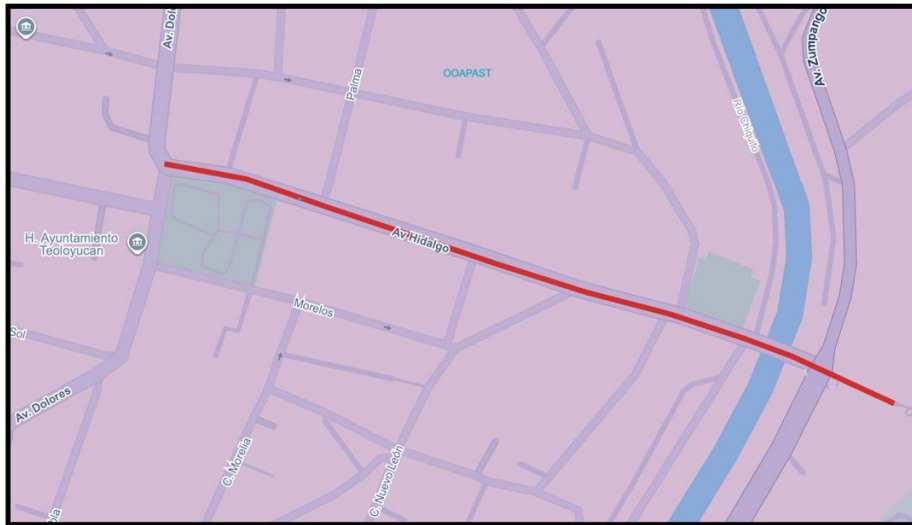 Av. Dol
Av. Zumpango
OOAPAST
Palma
Río Chiquito
H. Ayuntamiento
Teoloyucan
Av Hidalgo
Morelos
Sol
Av. Dolores
C. Morelia
C. Nuevo León